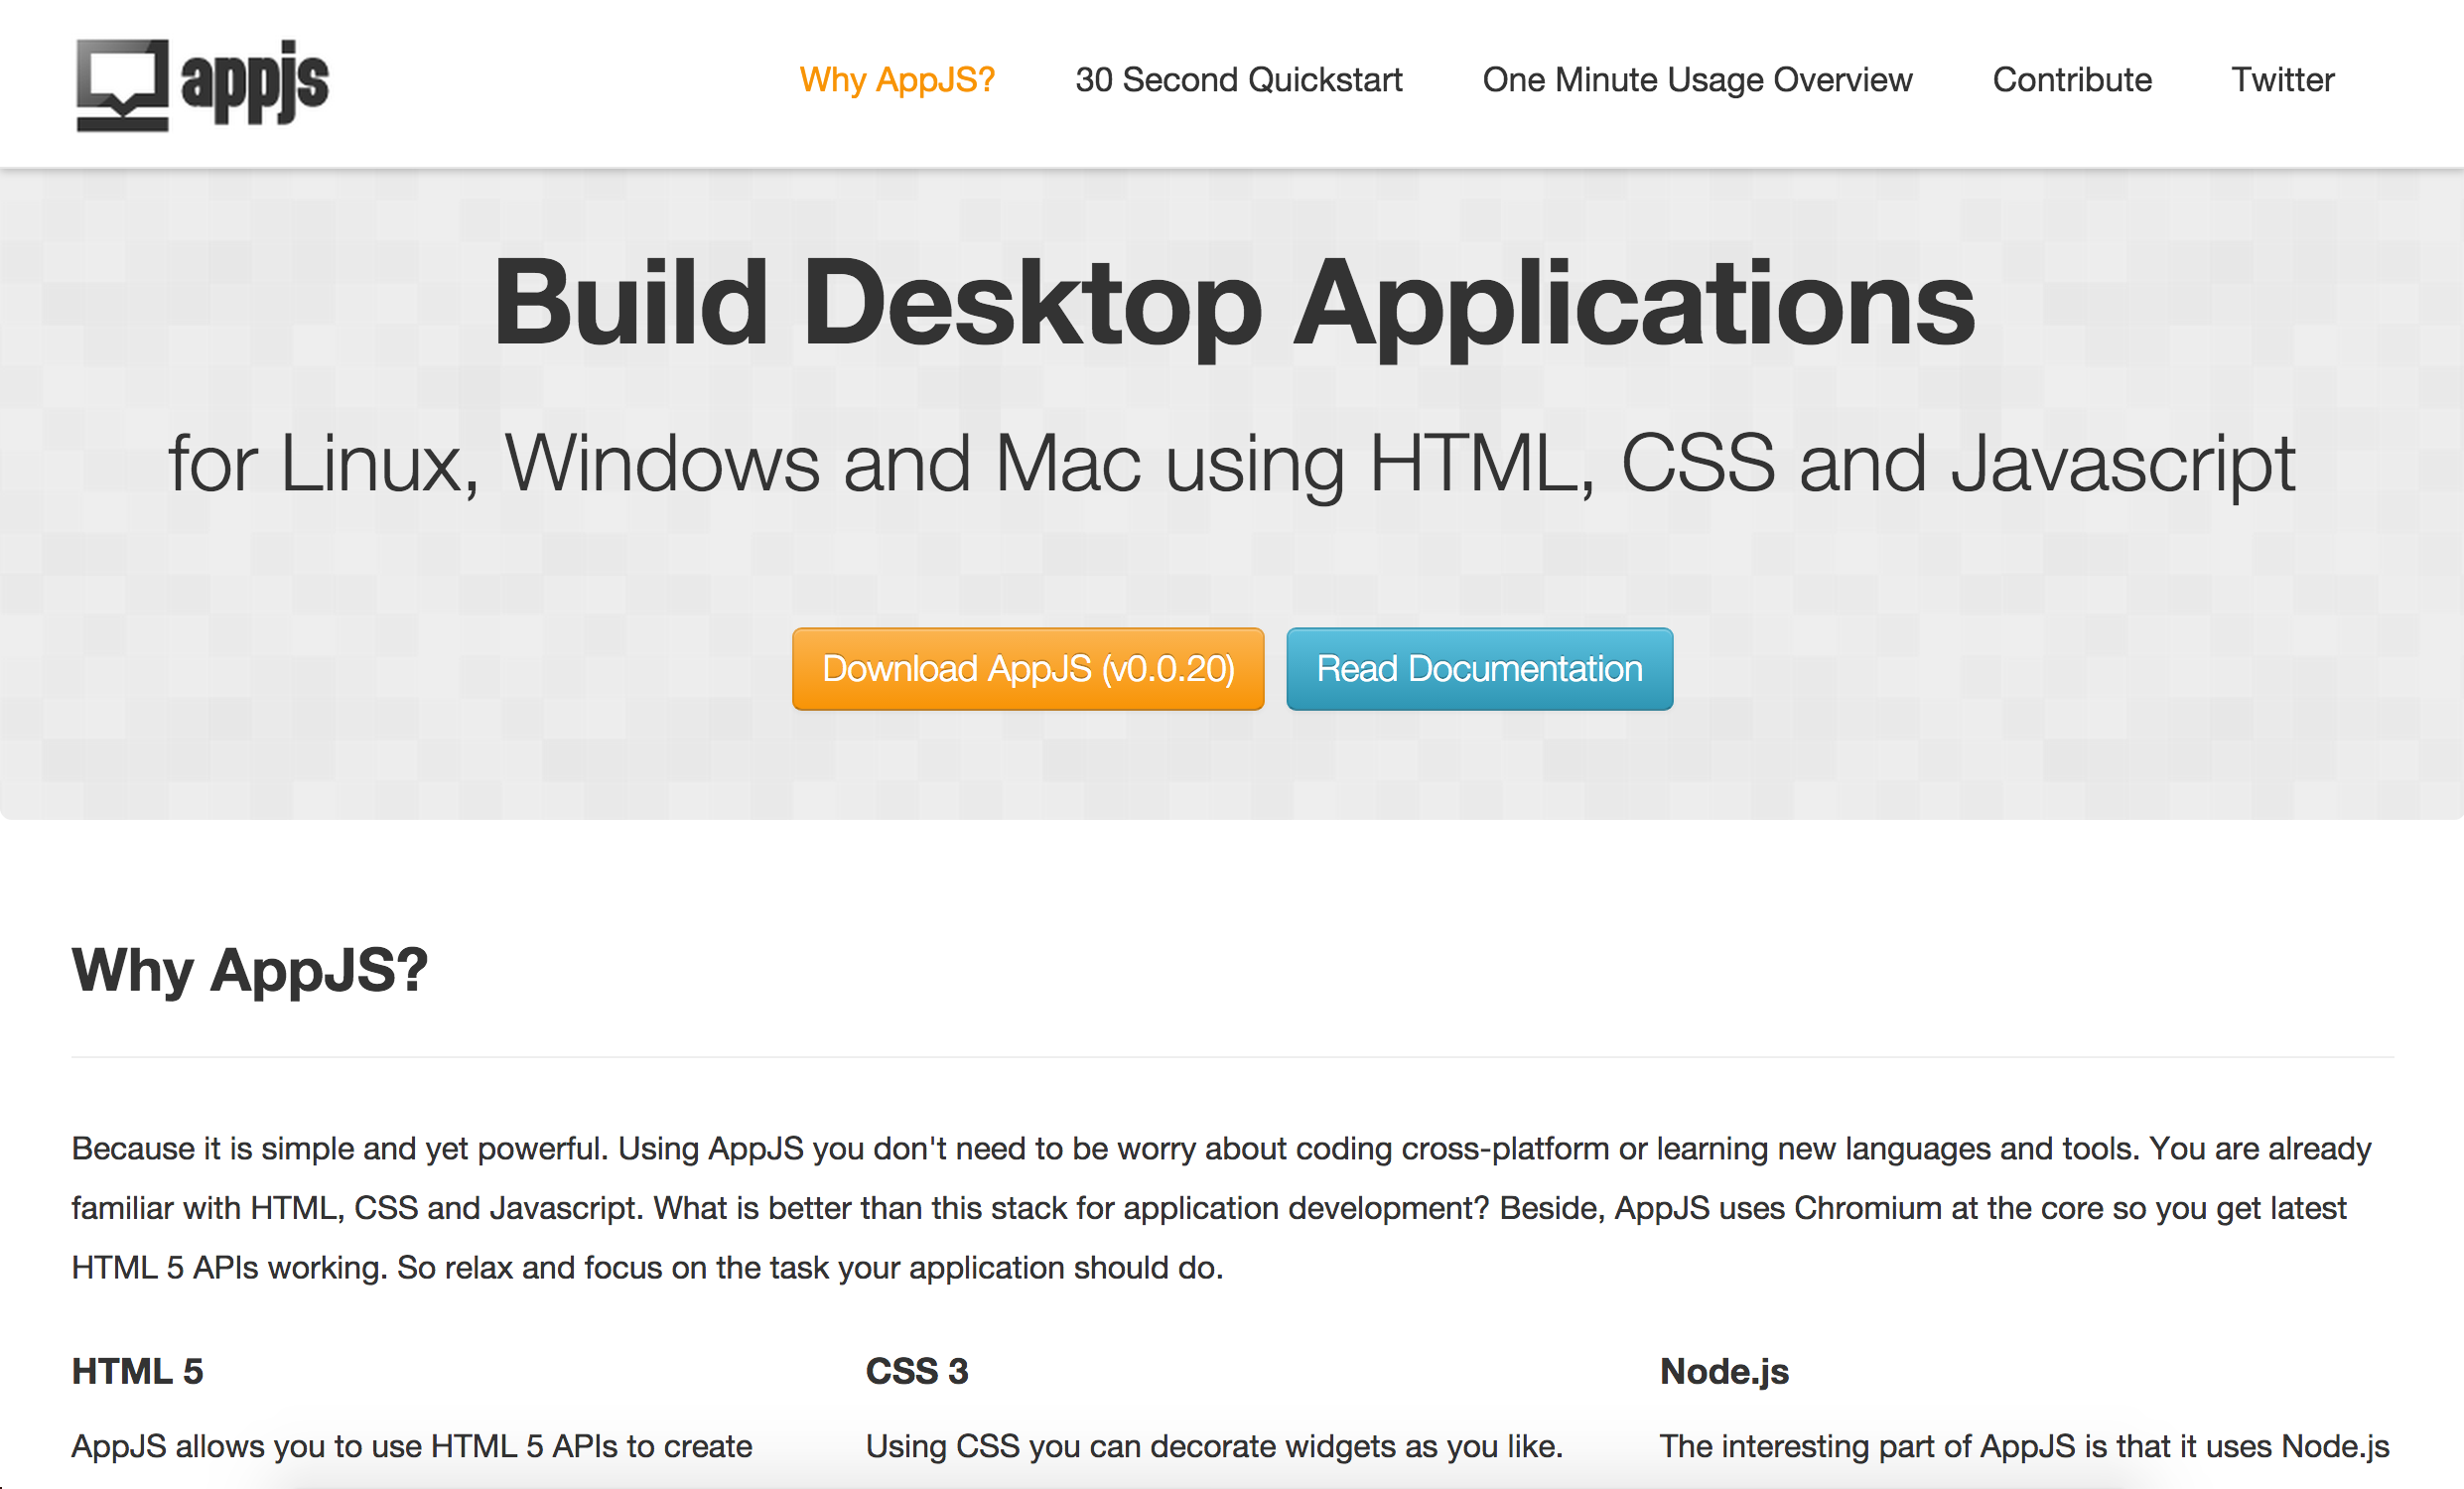 appjs
Why AppJS?
30 Second Quickstart
One Minute Usage Overview
Contribute
Twitter
Build Desktop Applications
for Linux, Windows and Mac using HTML, CSS and Javascript
Download AppJS (v0.0.20)
Read Documentation
Why AppJS?
Because it is simple and yet powerful. Using AppJS you don't need to be worry about coding cross-platform or learning new languages and tools. You are already
familiar with HTML, CSS and Javascript. What is better than this stack for application development? Beside, AppJS uses Chromium at the core so you get latest
HTML 5 APIs working. So relax and focus on the task your application should do.
HTML 5
AppJS allows you to use HTML 5 APIs to create
CSS 3
Using CSS you can decorate widgets as you like.
Node.js
The interesting part of AppJS is that it uses Node.js